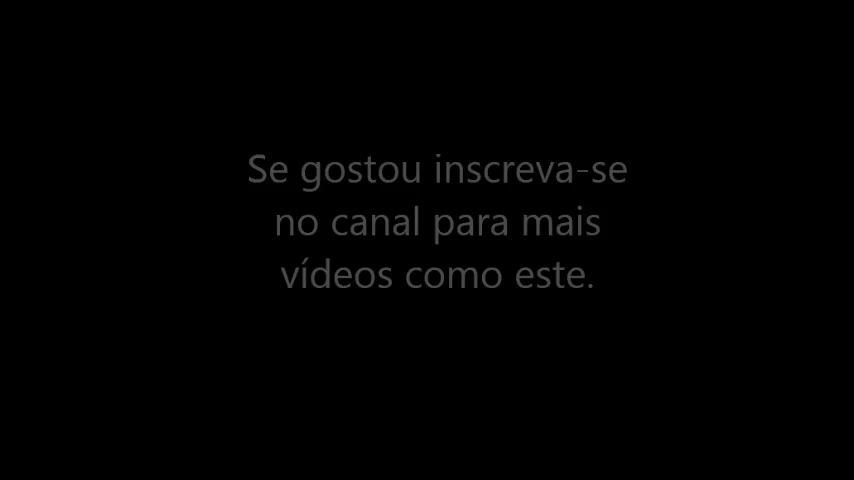 Se gostou inscreva-se
no canal para mais
vídeos como este.